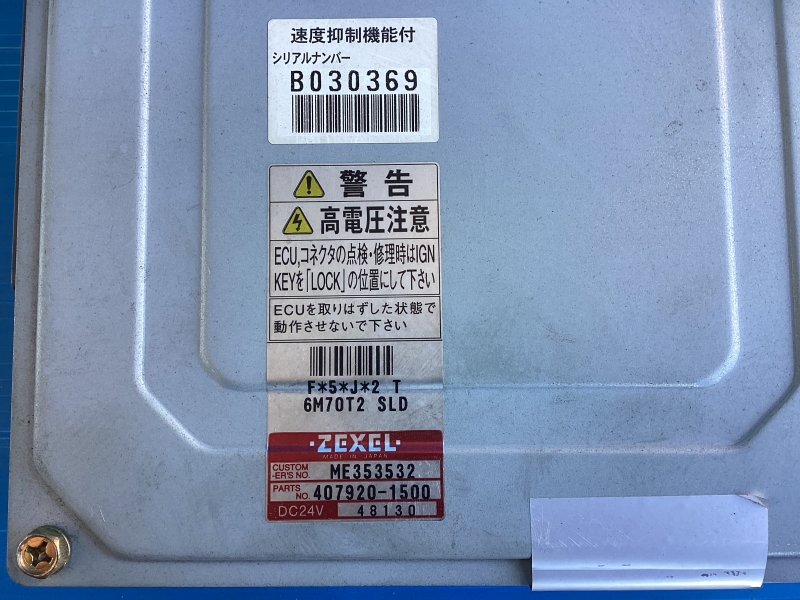 速度抑制機能付
シリアルナンバー
B030369
警告
高電圧注意
ECU,コネクタの点検・修理時はIGN
KEYを「LOCK」の位置にして下さい
ECUを取りはずした状態で
動作させないで下さい
F*5*J*2 T
6M70T2 SLD
·ZEXEL·
MADE IN JAPAN
CUSTOM-ER'S NO. ME353532
PARTS NO. 407920-1500
DC24V 48130